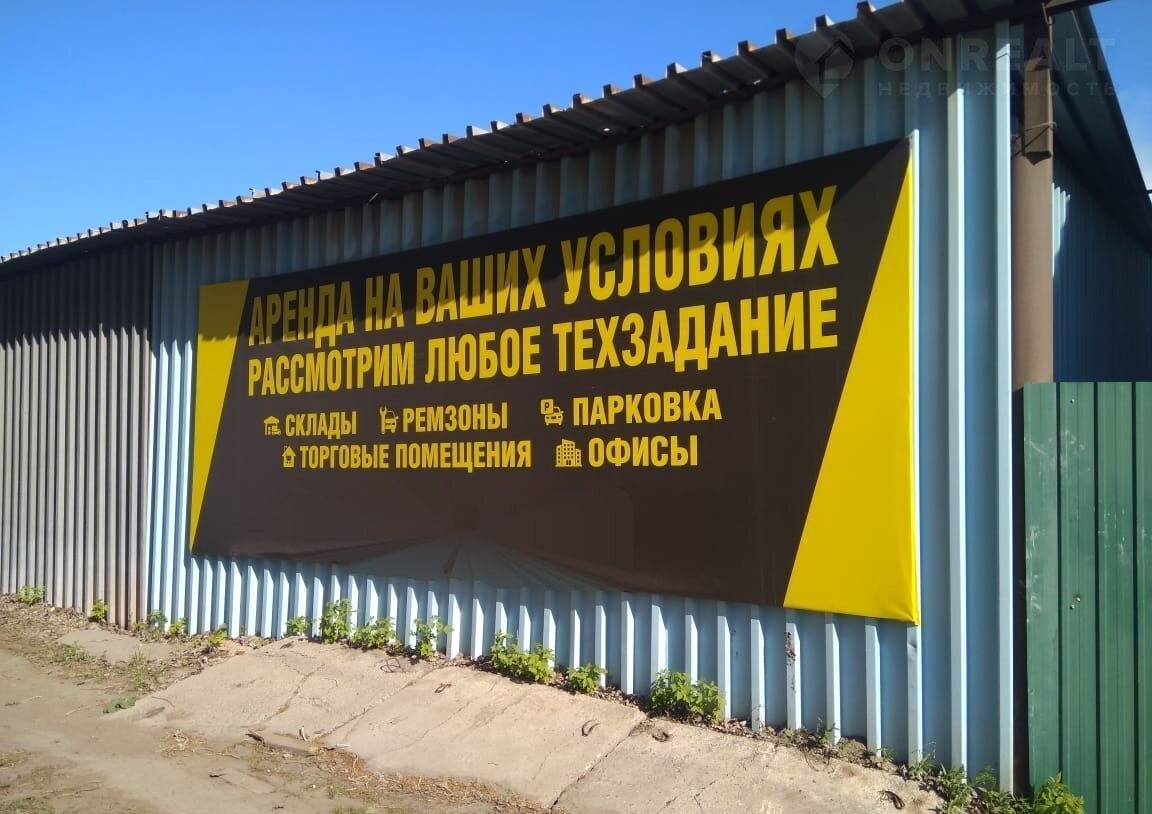 ONREALT
НЕДВИЖИМОСТЬ
АРЕНДА НА ВАШИХ УСЛОВИЯХ
РАССМОТРИМ ЛЮБОЕ ТЕХЗАДАНИЕ
СКЛАДЫ РЕМЗОНЫ P ПАРКОВКА
ТОРГОВЫЕ ПОМЕЩЕНИЯ ОФИСЫ